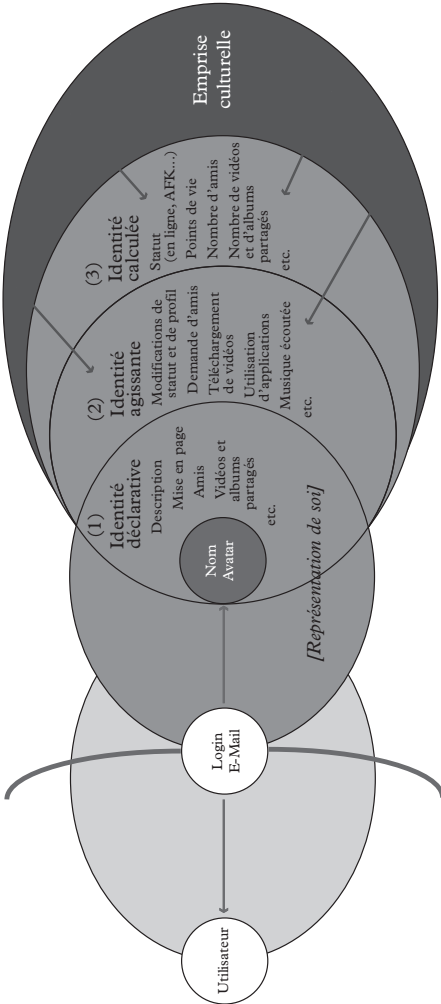 Utilisateur
Login
E-Mail
Nom
Avatar
[Représentation de soi]
(1)
Identité
déclarative
Description
Mise en page
Amis
Vidéos et
albums
partagés
etc.
(2)
Identité
agissante
Modifications de
statut et de profil
Demande d'amis
Téléchargement
de vidéos
Utilisation
d'applications
Musique écoutée
etc.
(3)
Identité
calculée
Statut
(en ligne, AFK...)
Points de vie
Nombre d'amis
Nombre de vidéos
et d'albums
partagés
etc.
Emprise
culturelle